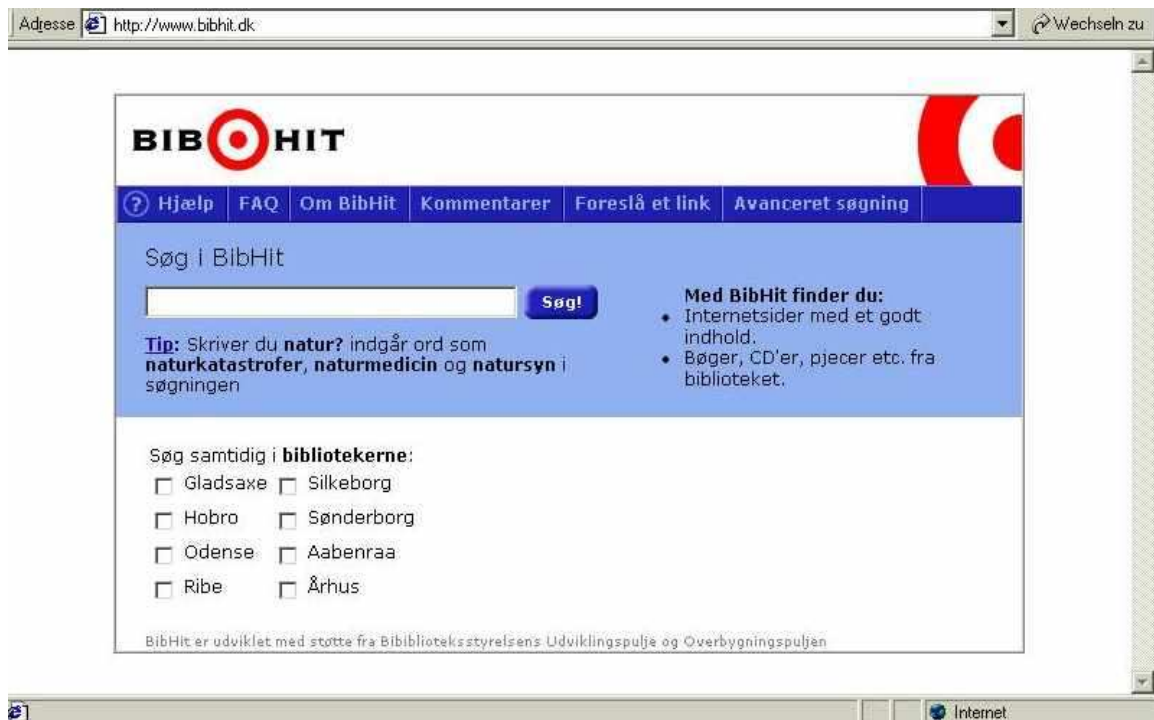 Adresse http://www.bibhit.dk Wechseln zu
BIB HIT
? Hjælp FAQ Om BibHit Kommentarer Foreslå et link Avanceret søgning
Søg i BibHit
Søg!
Tip: Skriver du natur? indgår ord som
naturkatastrofer, naturmedicin og natursyn i
søgningen
Med BibHit finder du:
Internetsider med et godt
indhold.
Bøger, CD'er, pjecer etc. fra
biblioteket.
Søg samtidig i bibliotekerne:
Gladsaxe Silkeborg
Hobro Sønderborg
Odense Aabenraa
Ribe Århus
BibHit er udviklet med støtte fra Bibiblioteksstyrelsens Udviklingspulje og Overbygningspuljen
Internet